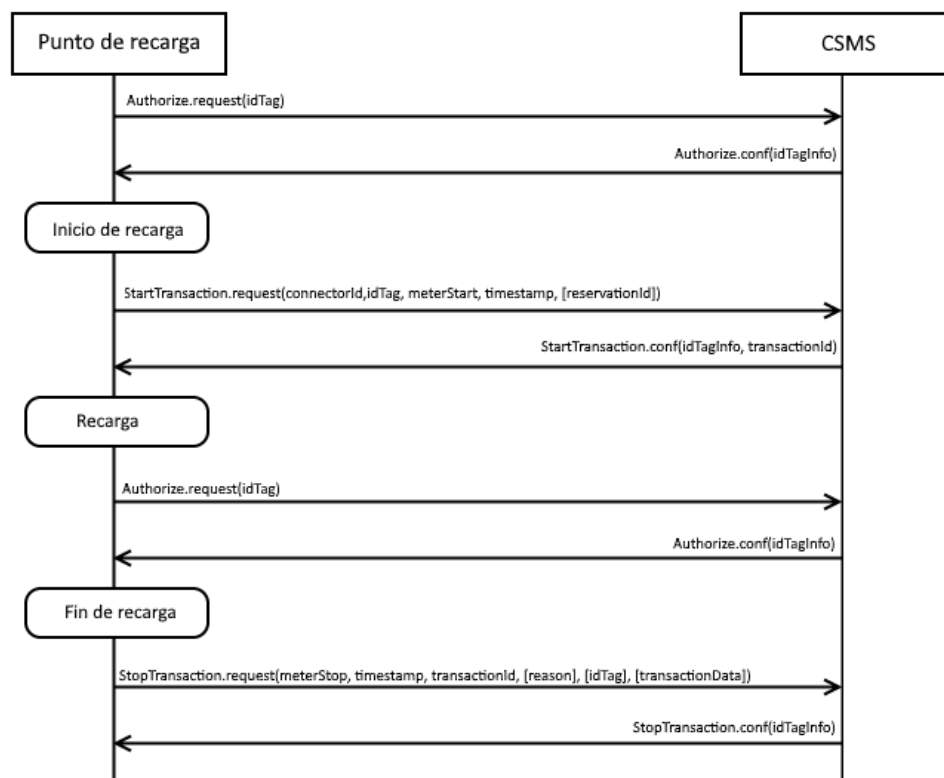 Punto de recarga
CSMS
Authorize.request(idTag)
Authorize.conf(idTagInfo)
Inicio de recarga
StartTransaction.request(connectorId,idTag, meterStart, timestamp, [reservationId])
StartTransaction.conf(idTagInfo, transactionId)
Recarga
Authorize.request(idTag)
Authorize.conf(idTagInfo)
Fin de recarga
StopTransaction.request(meterStop, timestamp, transactionId, [reason], [idTag], [transactionData])
StopTransaction.conf(idTagInfo)